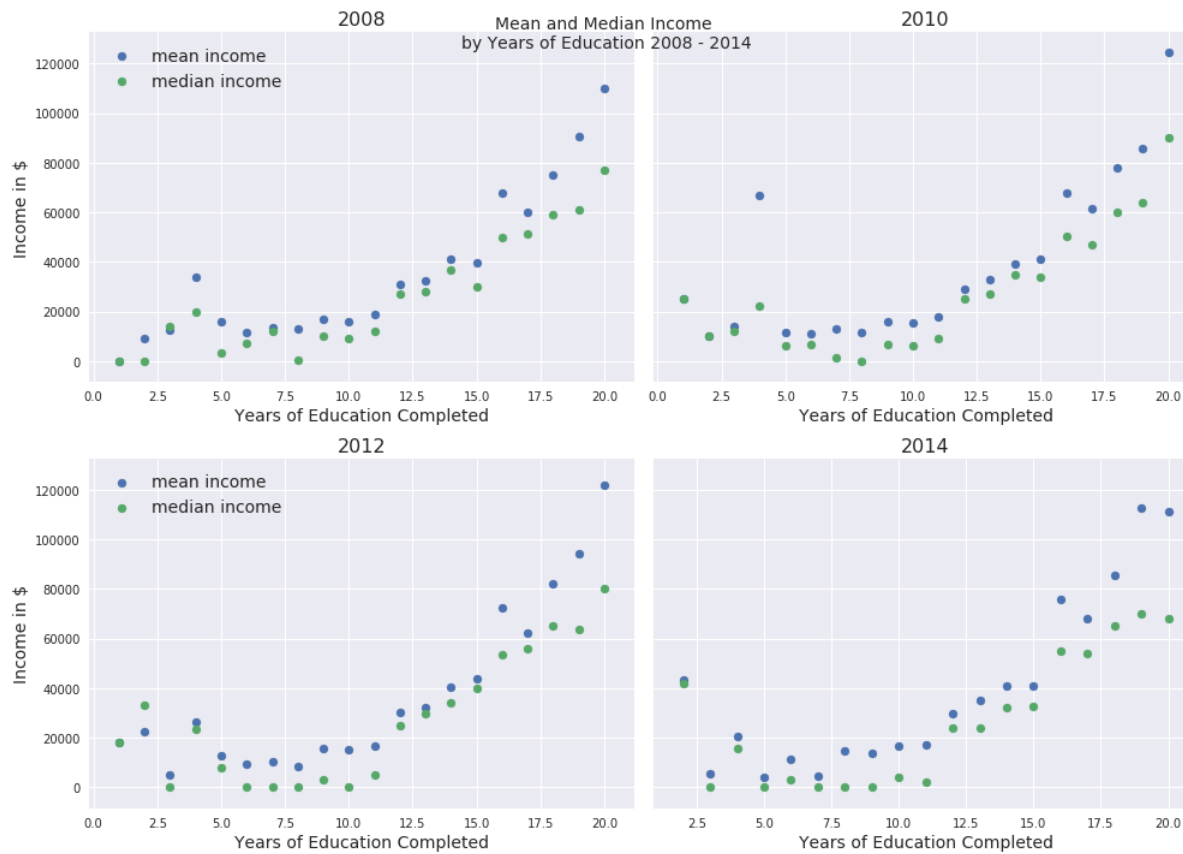 Mean and Median Income
by Years of Education 2008 - 2014
2008
mean income
median income
120000
100000
80000
60000
40000
20000
0
Income in $
0.0 2.5 5.0 7.5 10.0 12.5 15.0 17.5 20.0
Years of Education Completed
2010
0.0 2.5 5.0 7.5 10.0 12.5 15.0 17.5 20.0
Years of Education Completed
2012
mean income
median income
120000
100000
80000
60000
40000
20000
0
Income in $
0.0 2.5 5.0 7.5 10.0 12.5 15.0 17.5 20.0
Years of Education Completed
2014
2.5 5.0 7.5 10.0 12.5 15.0 17.5 20.0
Years of Education Completed